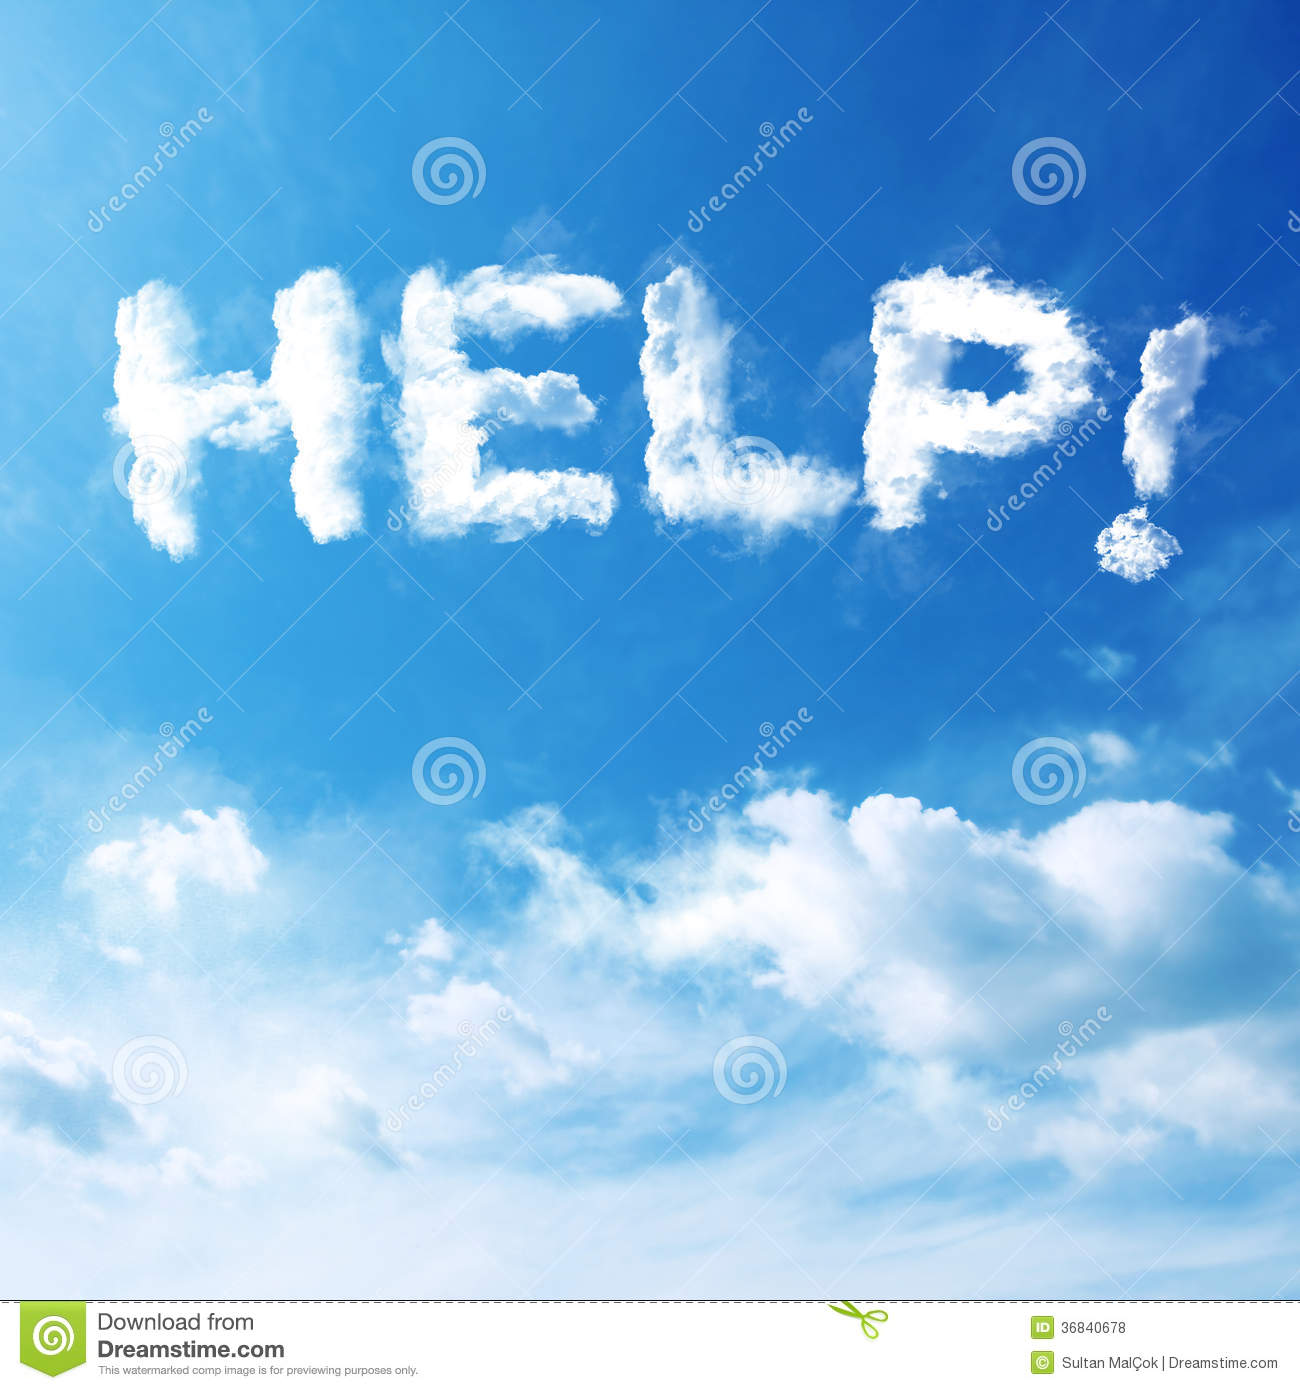 HELP!
dreamstime
dreamstime
dreamstime
dreamstime
dreamstime
dreamstime
dreamstime
Download from
Dreamstime.com
This watermarked comp image is for previewing purposes only.
ID 36840678
© Sultan MalÇok | Dreamstime.com